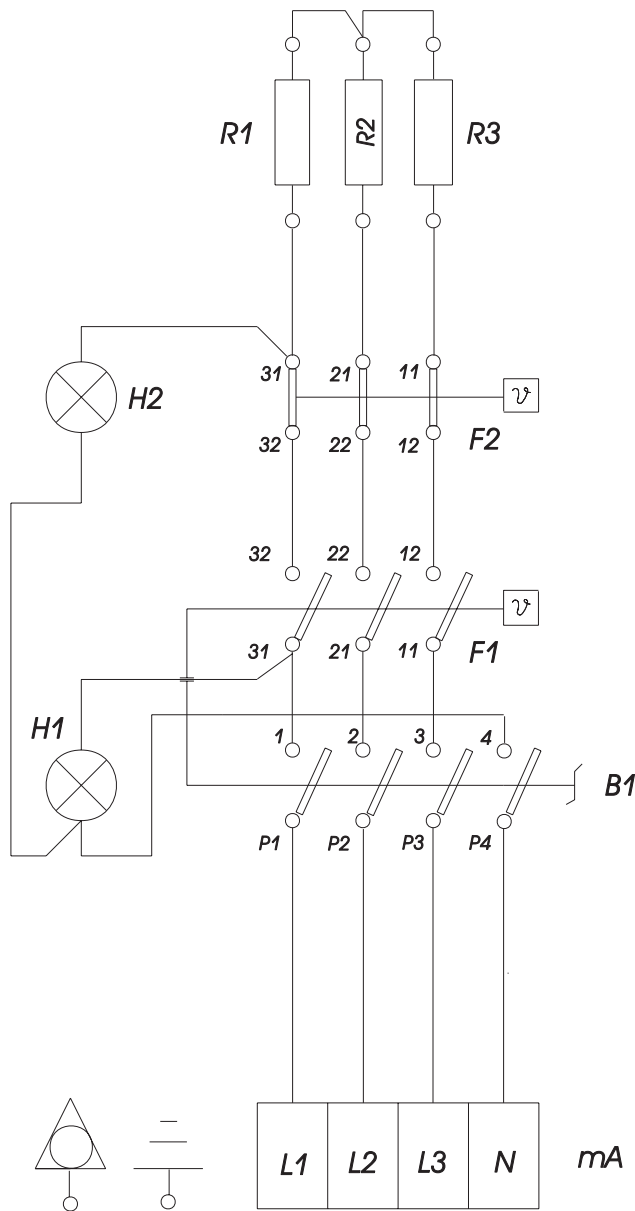 R1 R2 R3
31 21 11
H2
ϑ
32 22 12 F2
32 22 12
ϑ
31 21 11 F1
H1
1 2 3 4
B1
P1 P2 P3 P4
L1 L2 L3 N mA